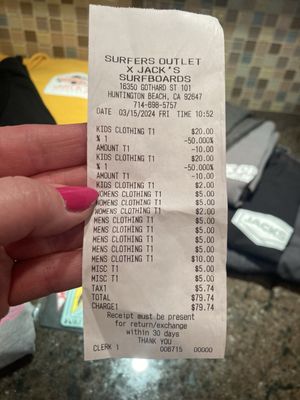 SURFERS OUTLET
X JACK'S
SURFBOARDS
16350 GOTHARD ST 101
HUNTINGTON BEACH, CA 92647
714-698-5757
DATE 03/15/2024 FRI TIME 10:52
KIDS CLOTHING T1 $20.00
% 1 -50.000%
AMOUNT T1 -10.00
KIDS CLOTHING T1 $20.00
% 1 -50.000%
AMOUNT T1 -10.00
KIDS CLOTHING T1 $2.00
WOMENS CLOTHING T1 $5.00
WOMENS CLOTHING T1 $5.00
WOMENS CLOTHING T1 $2.00
MENS CLOTHING T1 $5.00
MENS CLOTHING T1 $5.00
MENS CLOTHING T1 $5.00
MENS CLOTHING T1 $5.00
MENS CLOTHING T1 $10.00
MISC T1 $5.00
MISC T1 $5.00
TAX1 $5.74
TOTAL $79.74
CHARGE1 $79.74
Receipt must be present
for return/exchange
within 30 days
THANK YOU
CLERK 1 006715 00000
JACK'S